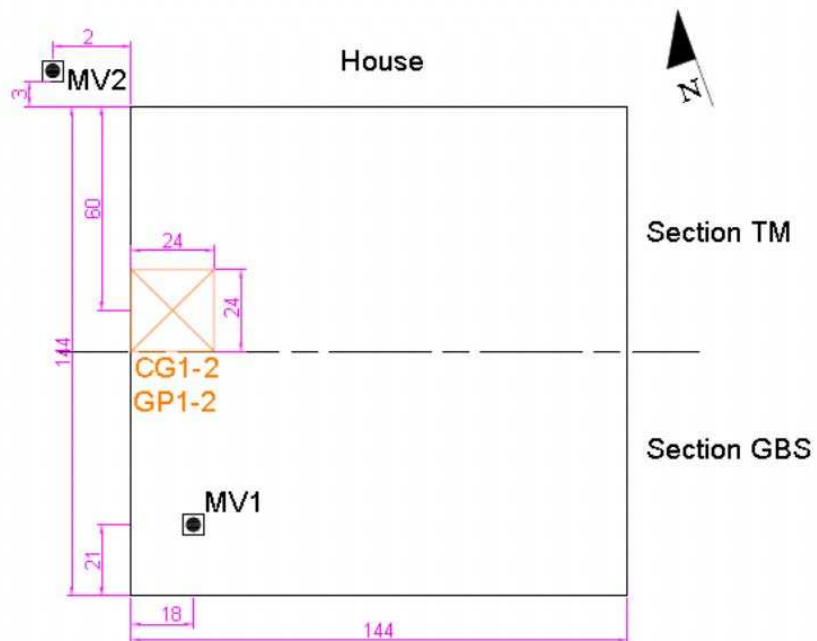 2
House
MV2
3
N
60
24
Section TM
24
144
CG1-2
GP1-2
Section GBS
MV1
21
18
144